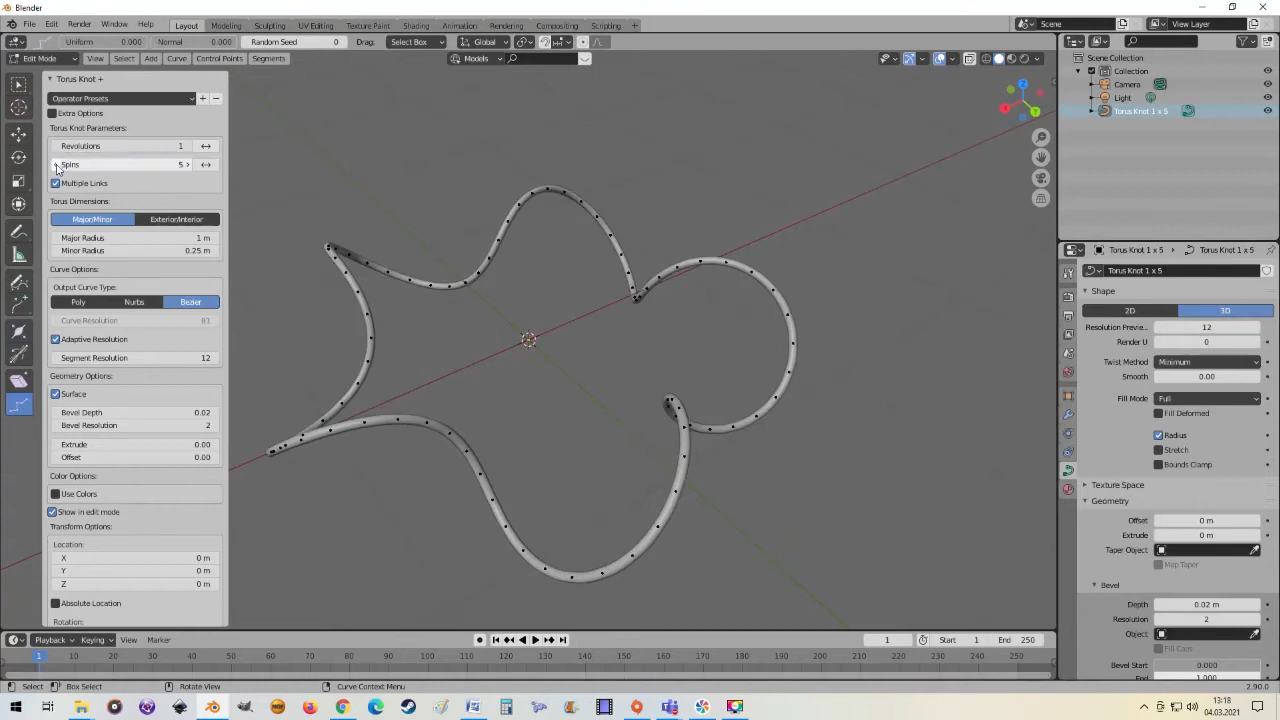 Blender
File Edit Render Window Help Layout Modeling Sculpting UV Editing Texture Paint Shading Animation Rendering Compositing Scripting + Scene View Layer
Uniform 0.000 Normal 0.000 Random Seed 0 Drag: Select Box Global
Edit Mode View Select Add Curve Control Points Segments Models
Torus Knot +
Operator Presets
Extra Options
Torus Knot Parameters:
Revolutions 1
Spins 5
Multiple Links
Torus Dimensions:
Major/Minor Exterior/Interior
Major Radius 1 m
Minor Radius 0.25 m
Curve Options:
Output Curve Type:
Poly Nurbs Bezier
Curve Resolution 81
Adaptive Resolution
Segment Resolution 12
Geometry Options:
Surface
Bevel Depth 0.02
Bevel Resolution 2
Extrude 0.00
Offset 0.00
Color Options:
Use Colors
Show in edit mode
Transform Options:
Location:
X 0 m
Y 0 m
Z 0 m
Absolute Location
Rotation:
Z
X
Y
Scene Collection
Collection
Camera
Light
Torus Knot 1 x 5
Torus Knot 1 x 5 Torus Knot 1 x 5
Torus Knot 1 x 5
Shape
2D 3D
Resolution Previe... 12
Render U 0
Twist Method Minimum
Smooth 0.00
Fill Mode Full
Fill Deformed
Radius
Stretch
Bounds Clamp
Texture Space
Geometry
Offset 0 m
Extrude 0 m
Taper Object
Map Taper
Bevel
Depth 0.02 m
Resolution 2
Object
Fill Caps
Bevel Start 0.000
1.000
Playback Keying View Marker 1 Start 1 End 250
1 10 20 30 40 50 60 70 80 90 100 110 120 130 140 150 160 170 180 190 200 210 220 230 240 250
Select Box Select Rotate View Curve Context Menu 2.90.0
13:18
04.03.2021